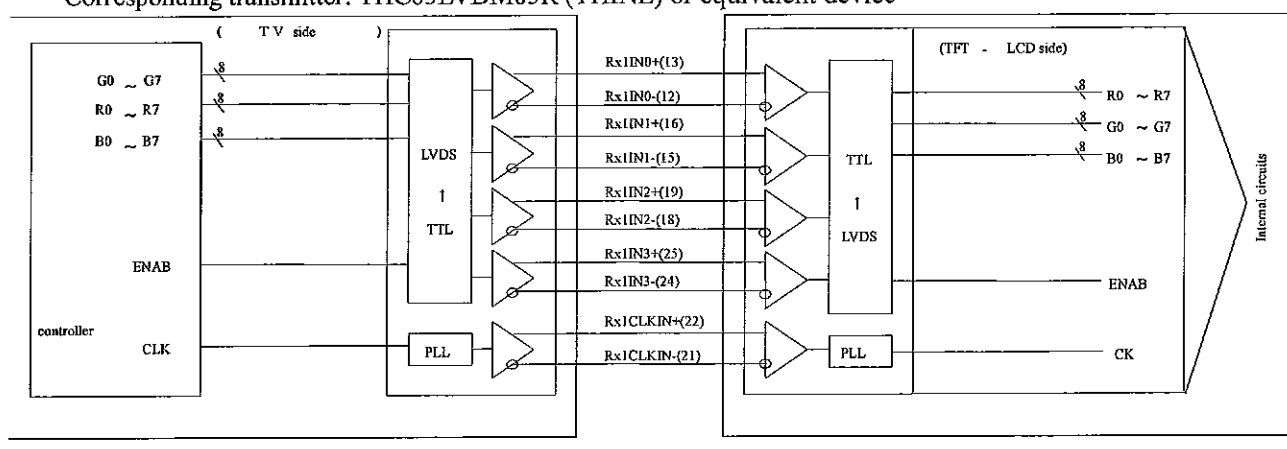 Corresponding transmitter: THC63LVDM83R (THINE) or equivalent device
( TV side )
(TFT - LCD side)
G0 ~ G7
8
R0 ~ R7
8
B0 ~ B7
8
ENAB
controller
CLK
LVDS
↑
TTL
PLL
Rx1IN0+(13)
Rx1IN0-(12)
Rx1IN1+(16)
Rx1IN1-(15)
Rx1IN2+(19)
Rx1IN2-(18)
Rx1IN3+(25)
Rx1IN3-(24)
Rx1CLKIN+(22)
Rx1CLKIN-(21)
TTL
↑
LVDS
PLL
8
R0 ~ R7
8
G0 ~ G7
8
B0 ~ B7
ENAB
CK
Internal circuits